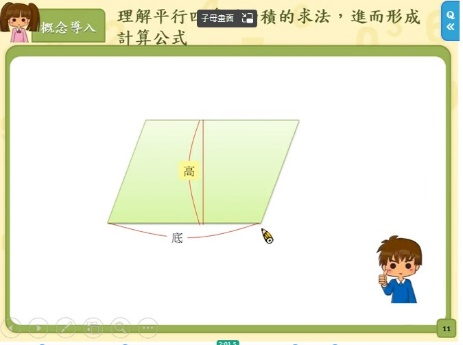 概念導入
理解平行四 積的求法，進而形成
子母畫面
計算公式
Q
高
底
11